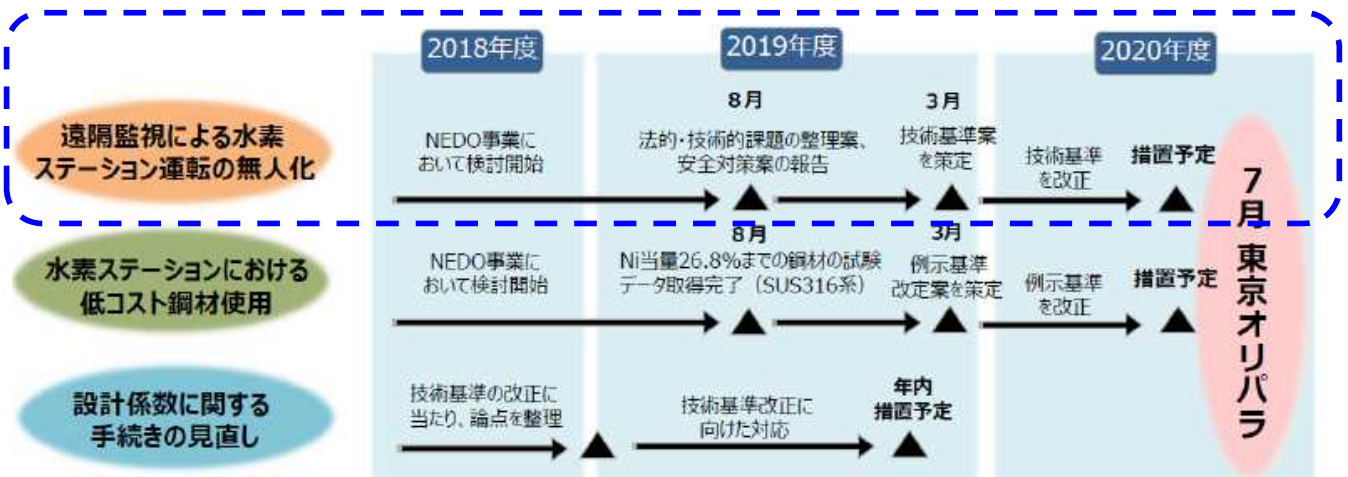 2018年度
2019年度
2020年度
遠隔監視による水素
ステーション運転の無人化
NEDO事業に
おいて検討開始
8月
法的・技術的課題の整理案、
安全対策案の報告
3月
技術基準案
を策定
技術基準
を改正
措置予定
水素ステーションにおける
低コスト鋼材使用
NEDO事業に
おいて検討開始
8月
Ni当量26.8%までの鋼材の試験
データ取得完了（SUS316系）
3月
例示基準
改定案を策定
例示基準
を改正
措置予定
設計係数に関する
手続きの見直し
技術基準の改正に
当たり、論点を整理
技術基準改正に
向けた対応
年内
措置予定
7月 東京オリパラ